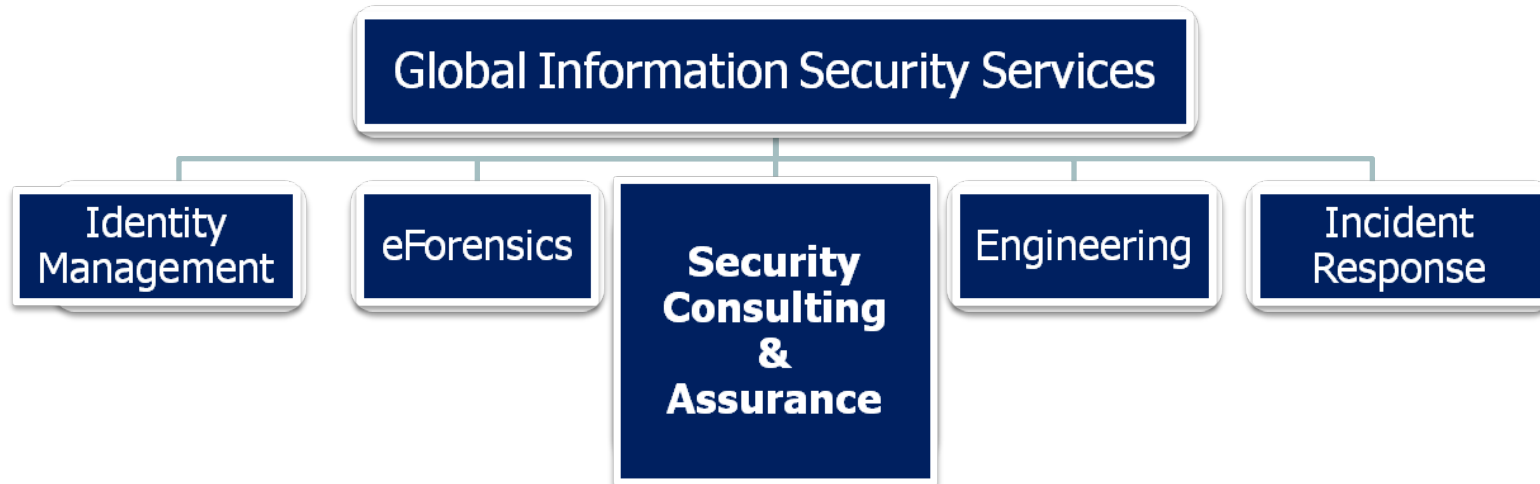 Global Information Security Services
Identity
Management
eForensics
Security
Consulting
&
Assurance
Engineering
Incident
Response